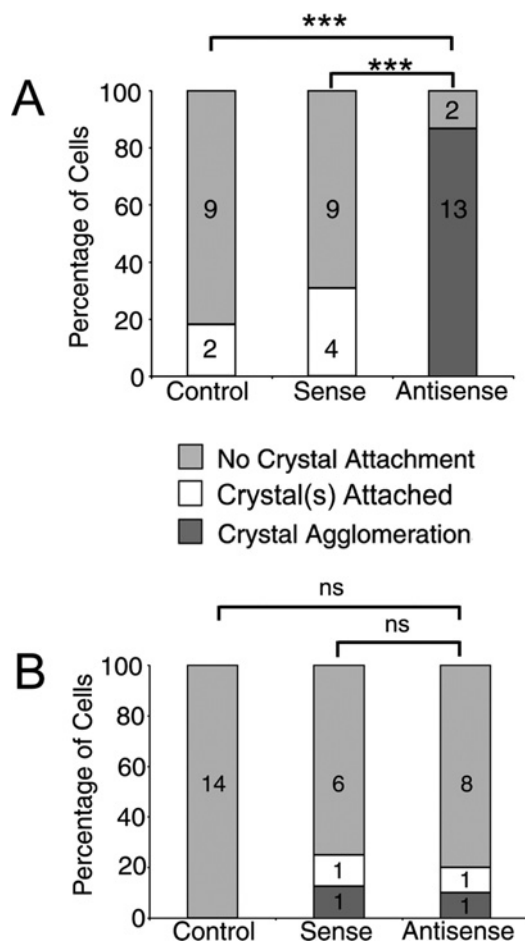 ***
***
A
Percentage of Cells
100
80
60
40
20
0
9
2
9
4
2
13
Control Sense Antisense
No Crystal Attachment
Crystal(s) Attached
Crystal Agglomeration
ns
ns
B
Percentage of Cells
100
80
60
40
20
0
14
6
1
1
8
1
1
Control Sense Antisense